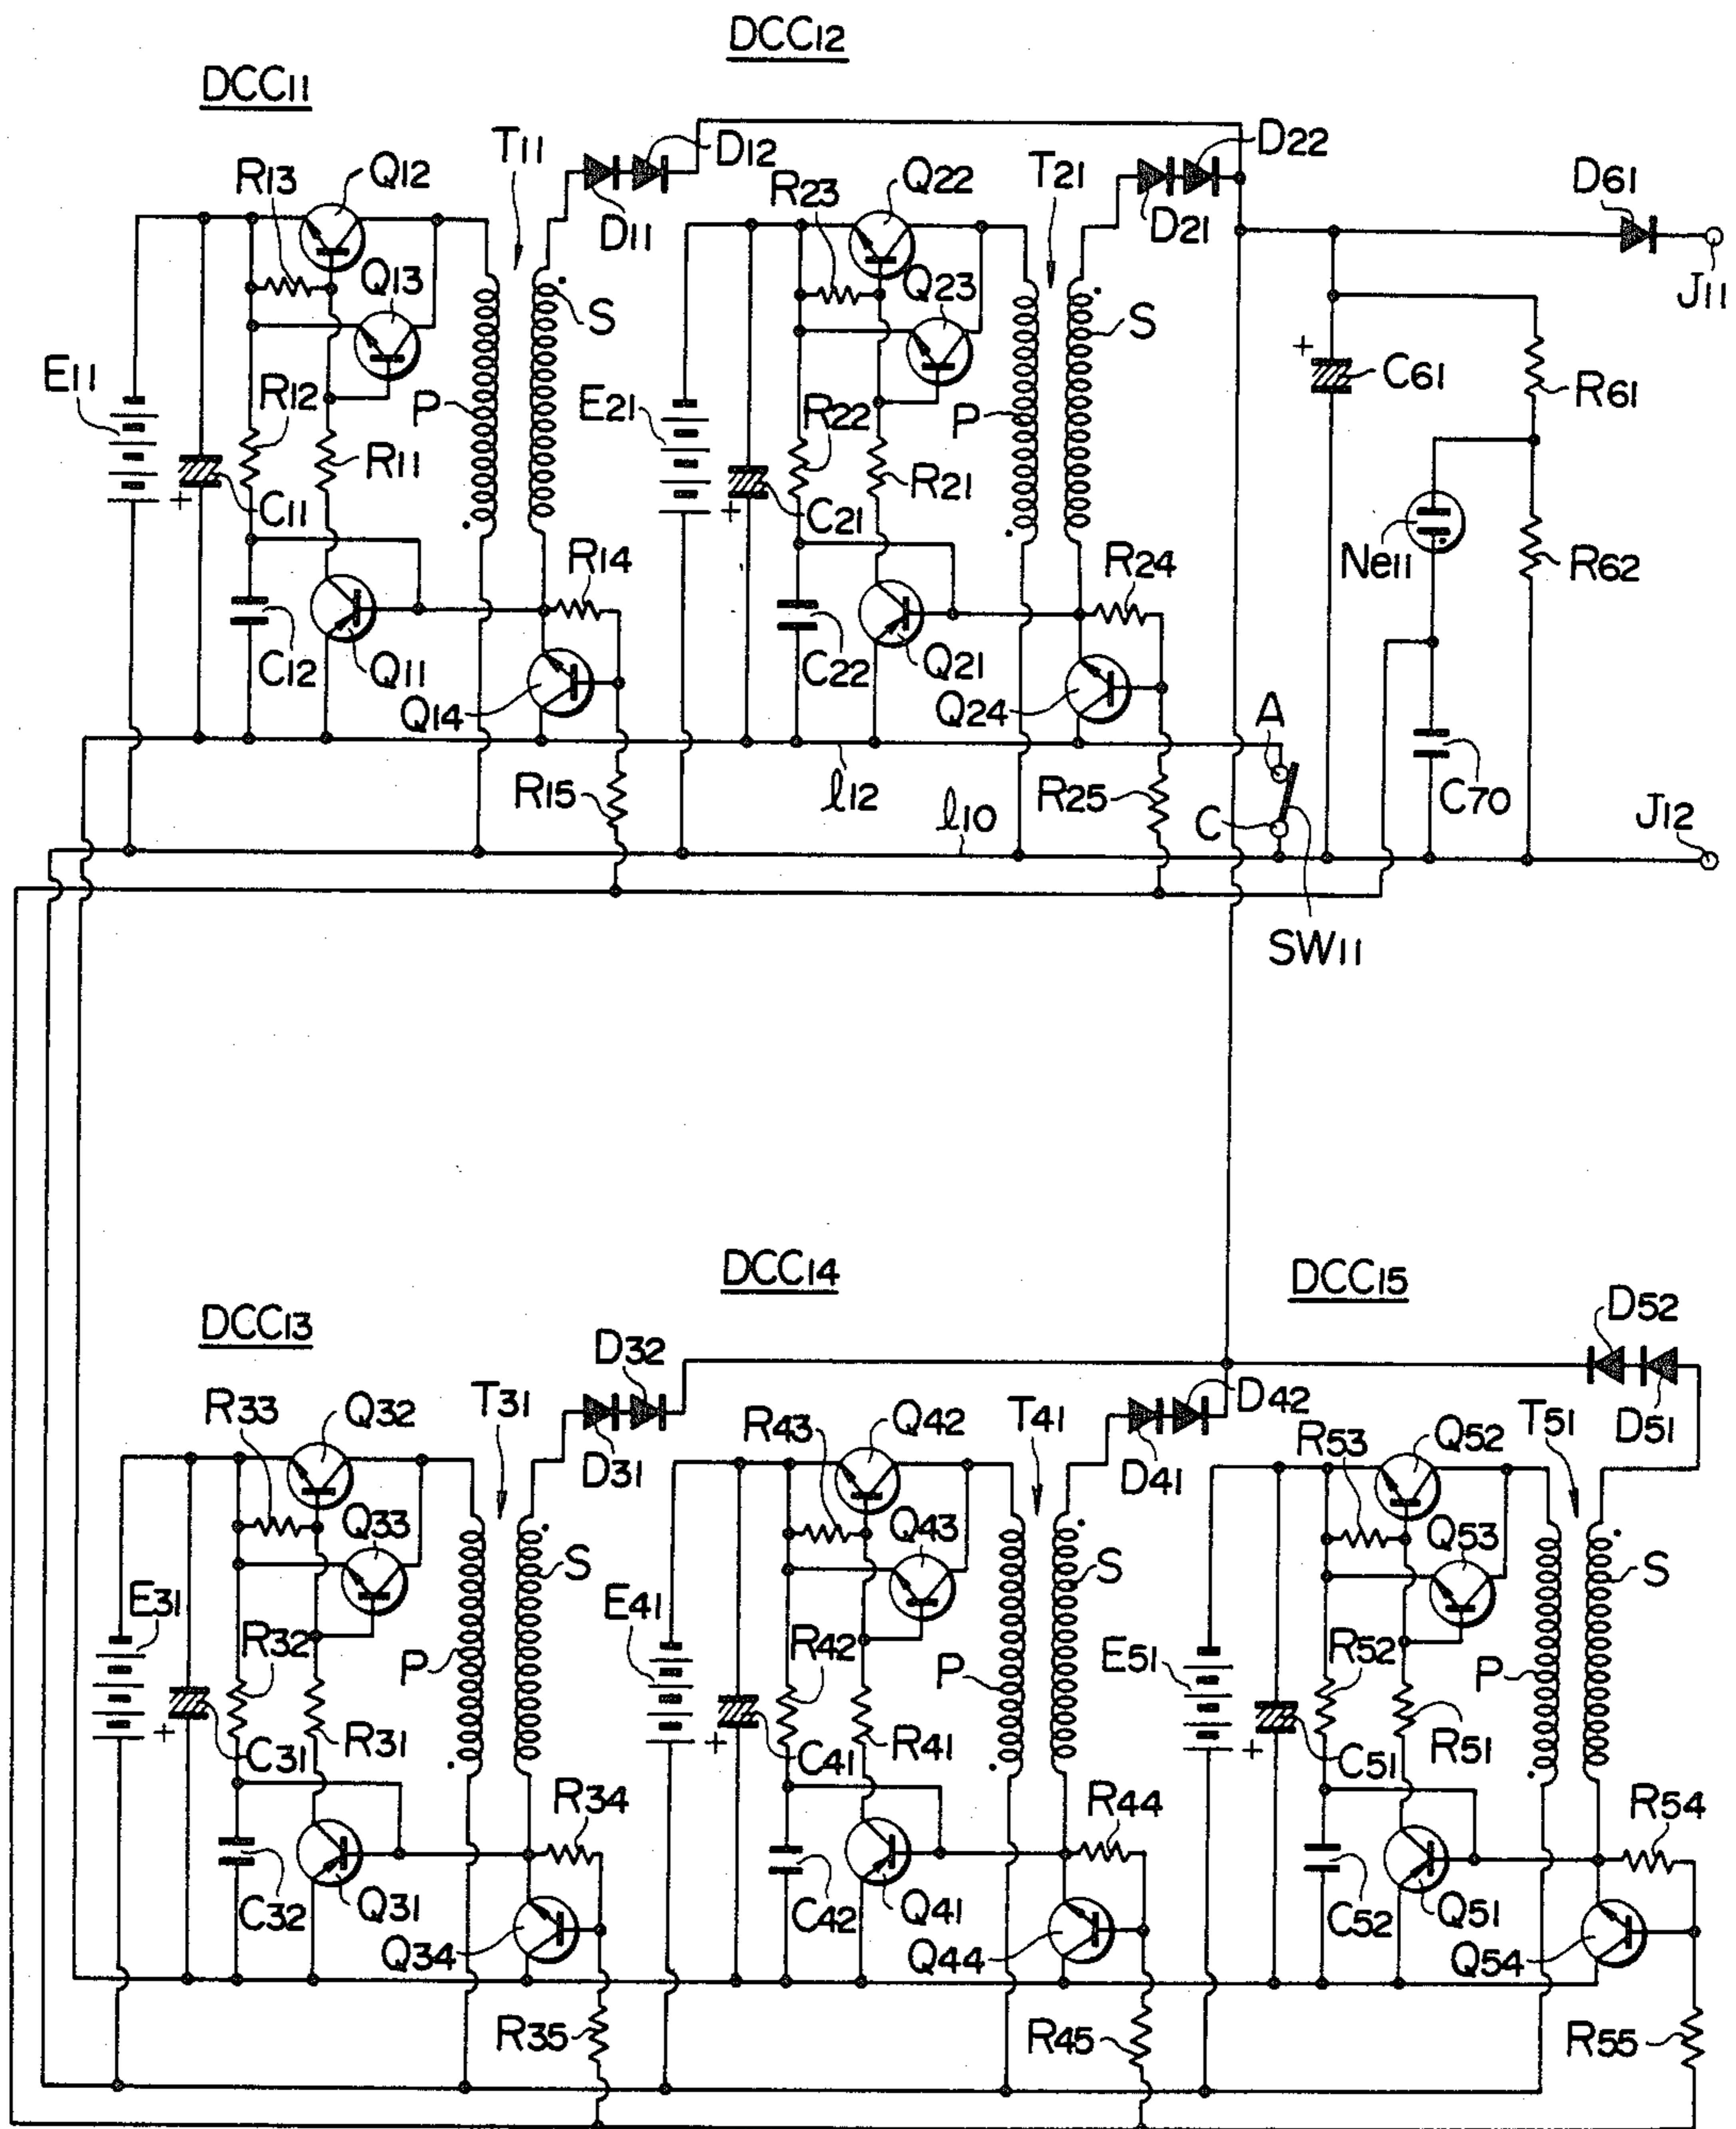 DCC12
DCC11
T11
D12
D22
R13
Q12
Q22
T21
D61
R23
D11
D21
Q13
Q23
J11
S
S
E11
+
C61
R12
P
E21
R22
P
R61
R11
R21
+
C11
+
C21
R14
R24
Ne11
R62
C12
Q11
C22
Q21
Q14
Q24
A
R15
l12
R25
C70
l10
C
J12
SW11
DCC14
DCC15
DCC13
D52
D32
T31
D42
R33
Q32
R43
Q42
T41
T51
D51
D31
D41
R53
Q52
Q33
Q43
Q53
S
S
S
E31
E41
R32
P
R42
P
E51
R52
P
+
R31
+
R41
+
R51
C31
C41
C51
R34
R44
R54
C32
Q31
C42
Q41
C52
Q51
Q34
Q44
Q54
R35
R45
R55